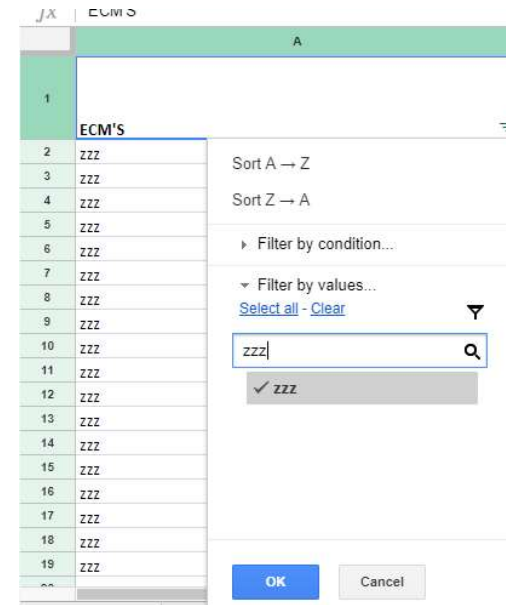 fx ECM'S
A
1 ECM'S
2 zzz
3 zzz
4 zzz
5 zzz
6 zzz
7 zzz
8 zzz
9 zzz
10 zzz
11 zzz
12 zzz
13 zzz
14 zzz
15 zzz
16 zzz
17 zzz
18 zzz
19 zzz
Sort A → Z
Sort Z → A
Filter by condition...
Filter by values...
Select all - Clear
zzz
zzz
OK Cancel